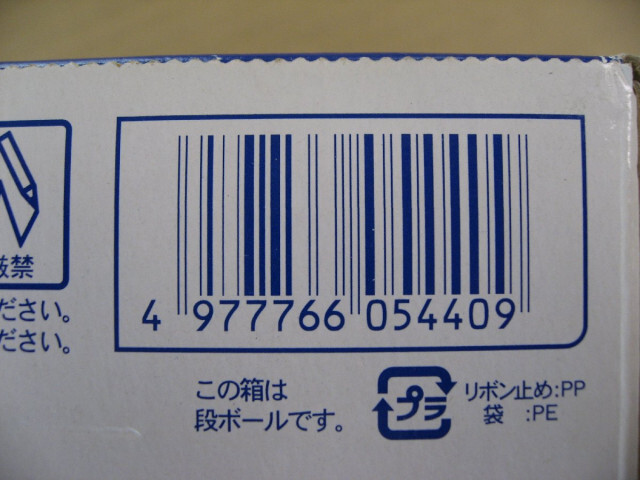 厳禁
ださい。
ださい。
4 977766 054409
この箱は
段ボールです。
プラ
リボン止め:PP
袋 :PE